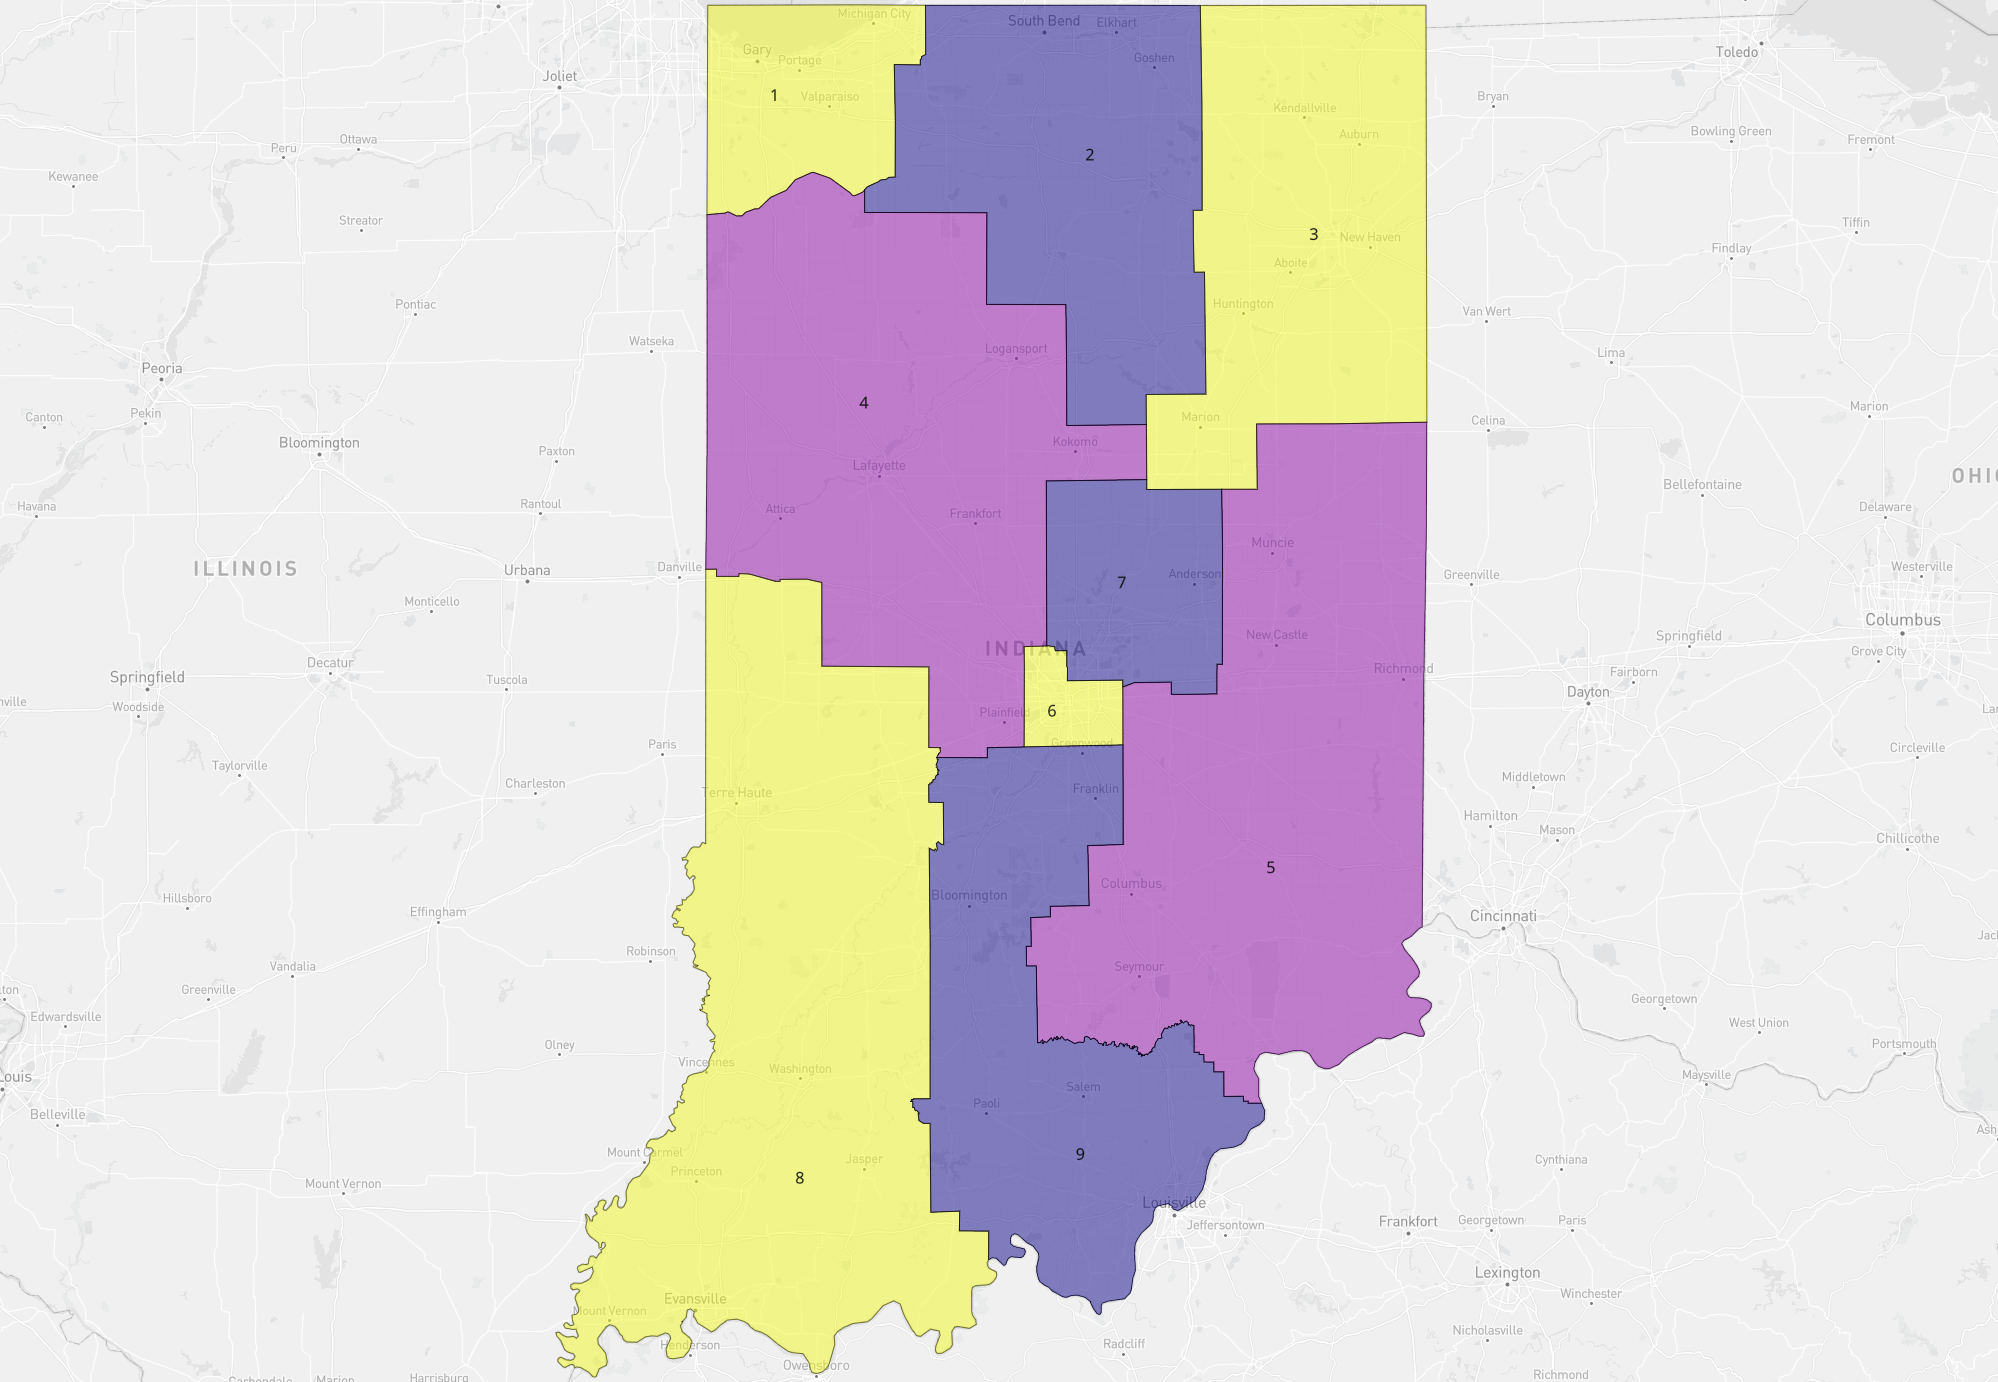 Michigan City
South Bend
Elkhart
Gary
Portage
Goshen
Toledo
Joliet
1
Valparaiso
Kendallville
Bryan
Ottawa
Auburn
Bowling Green
Fremont
Peru
2
Kewanee
Streator
3
New Haven
Tiffin
Findlay
Aboite
Pontiac
Huntington
Van Wert
Watseka
Logansport
Lima
Peoria
Canton
Pekin
4
Marion
Marion
Celina
Bloomington
Kokomo
Paxton
Lafayette
OHIO
Bellefontaine
Havana
Rantoul
Attica
Frankfort
Delaware
Muncie
ILLINOIS
Urbana
Danville
7
Anderson
Greenville
Westerville
Monticello
Columbus
INDIANA
New Castle
Springfield
Decatur
Grove City
Springfield
Tuscola
Richmond
Fairborn
Dayton
Woodside
Plainfield
6
Paris
Greenwood
Circleville
Taylorville
Charleston
Terre Haute
Franklin
Middletown
Hamilton
Mason
Chillicothe
5
Hillsboro
Bloomington
Columbus
Effingham
Cincinnati
Robinson
Vandalia
Seymour
Greenville
Edwardsville
Georgetown
West Union
Olney
Vincennes
Washington
Portsmouth
Louis
Salem
Maysville
Paoli
Belleville
Mount Carmel
9
Jasper
Cynthiana
Princeton
8
Mount Vernon
Louisville
Jeffersontown
Frankfort
Georgetown
Paris
Lexington
Evansville
Winchester
Mount Vernon
Nicholasville
Henderson
Radcliff
Owensboro
Richmond
Carbondale
Marion
Harrisburg